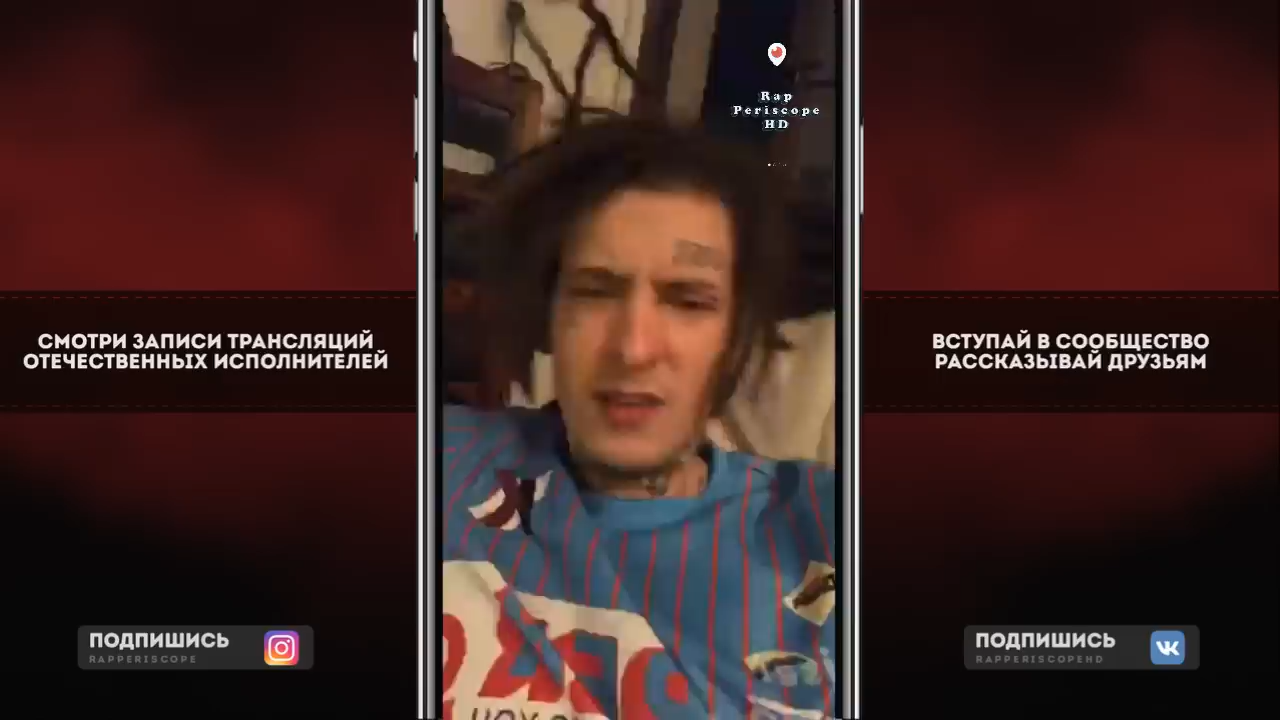 Rap
Periscope
HD
СМОТРИ ЗАПИСИ ТРАНСЛЯЦИЙ
ОТЕЧЕСТВЕННЫХ ИСПОЛНИТЕЛЕЙ
ВСТУПАЙ В СООБЩЕСТВО
РАССКАЗЫВАЙ ДРУЗЬЯМ
ПОДПИШИСЬ
RAPPERISCOPE
ПОДПИШИСЬ
RAPPERISCOPEHD